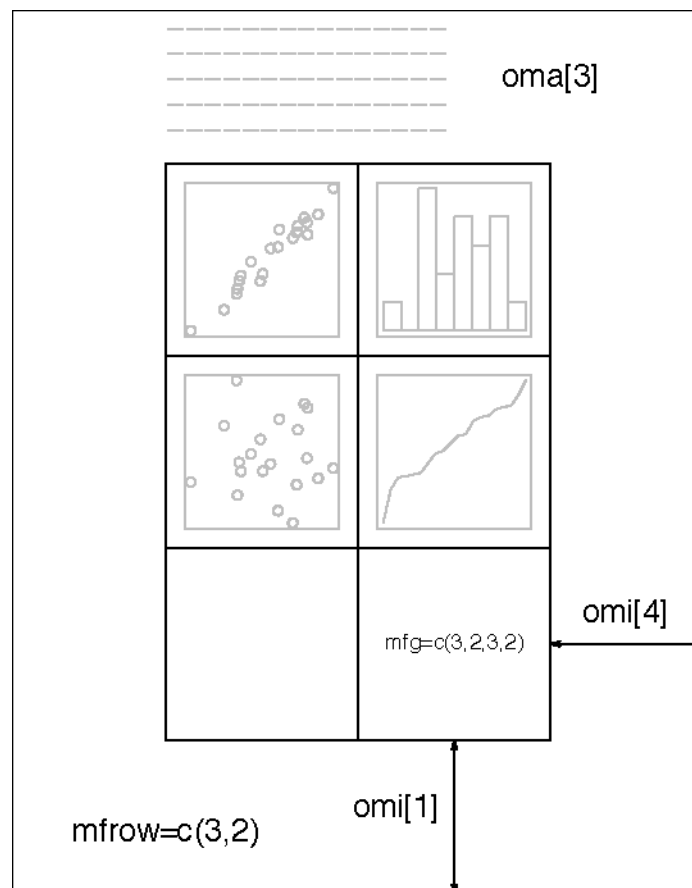 oma[3]
omi[4]
mfg=c(3,2,3,2)
omi[1]
mfrow=c(3,2)